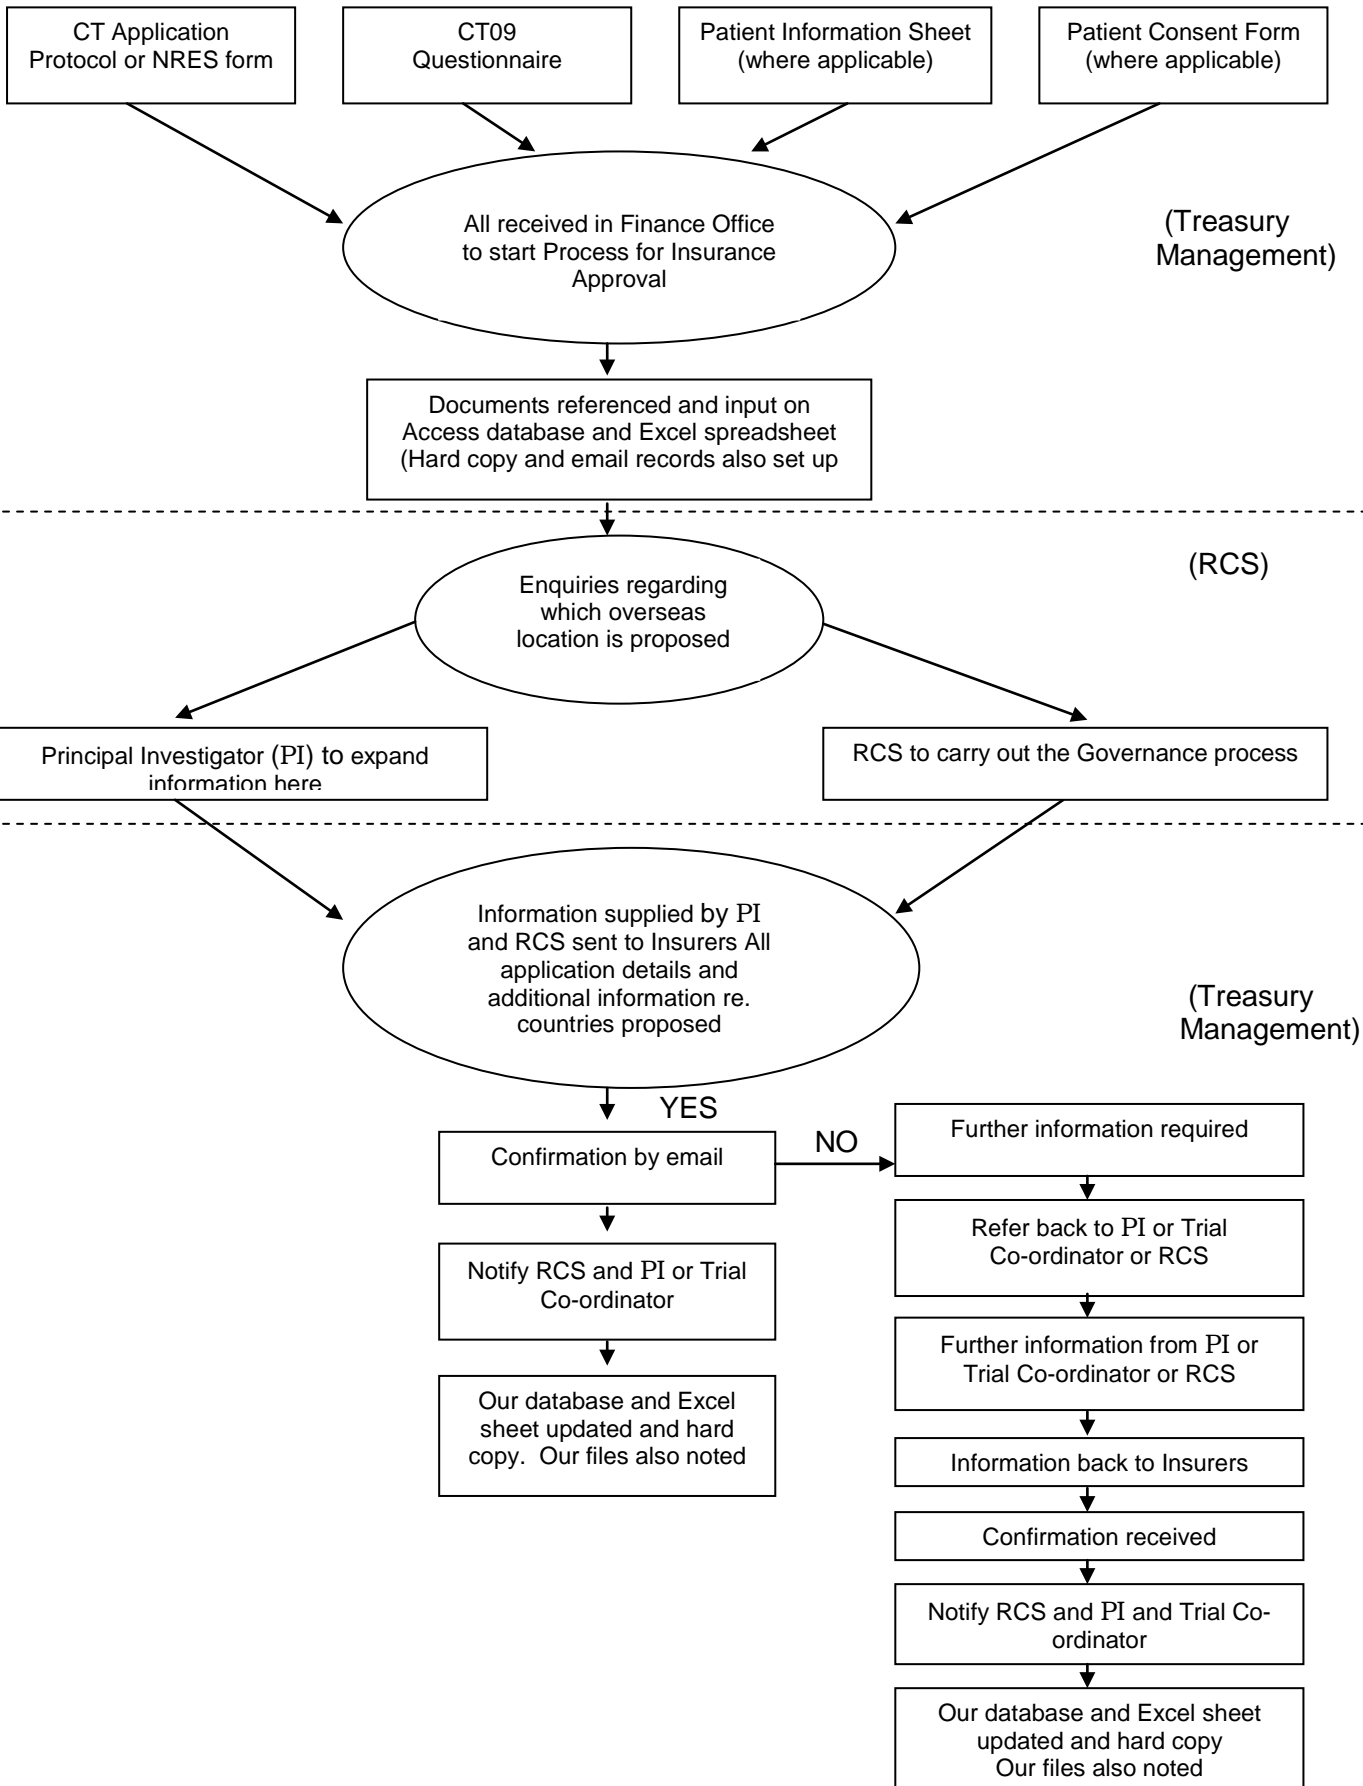 CT Application
Protocol or NRES form
CT09
Questionnaire
Patient Information Sheet
(where applicable)
Patient Consent Form
(where applicable)
All received in Finance Office
to start Process for Insurance
Approval
(Treasury
Management)
Documents referenced and input on
Access database and Excel spreadsheet
(Hard copy and email records also set up
(RCS)
Enquiries regarding
which overseas
location is proposed
Principal Investigator (PI) to expand
information here
RCS to carry out the Governance process
Information supplied by PI
and RCS sent to Insurers All
application details and
additional information re.
countries proposed
(Treasury
Management)
YES
Confirmation by email
NO
Further information required
Notify RCS and PI or Trial
Co-ordinator
Our database and Excel
sheet updated and hard
copy.  Our files also noted
Refer back to PI or Trial
Co-ordinator or RCS
Further information from PI or
Trial Co-ordinator or RCS
Information back to Insurers
Confirmation received
Notify RCS and PI and Trial Co-
ordinator
Our database and Excel sheet
updated and hard copy
Our files also noted